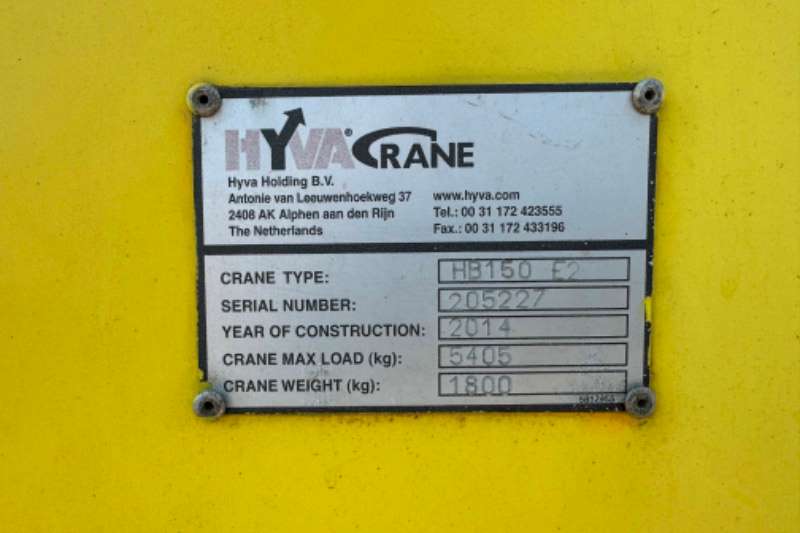 HYVA® CRANE
Hyva Holding B.V.
Antonie van Leeuwenhoekweg 37 www.hyva.com
2408 AK Alphen aan den Rijn Tel.: 00 31 172 423555
The Netherlands Fax.: 00 31 172 433196
CRANE TYPE: HB150 E2
SERIAL NUMBER: 205227
YEAR OF CONSTRUCTION: 2014
CRANE MAX LOAD (kg): 5405
CRANE WEIGHT (kg): 1800